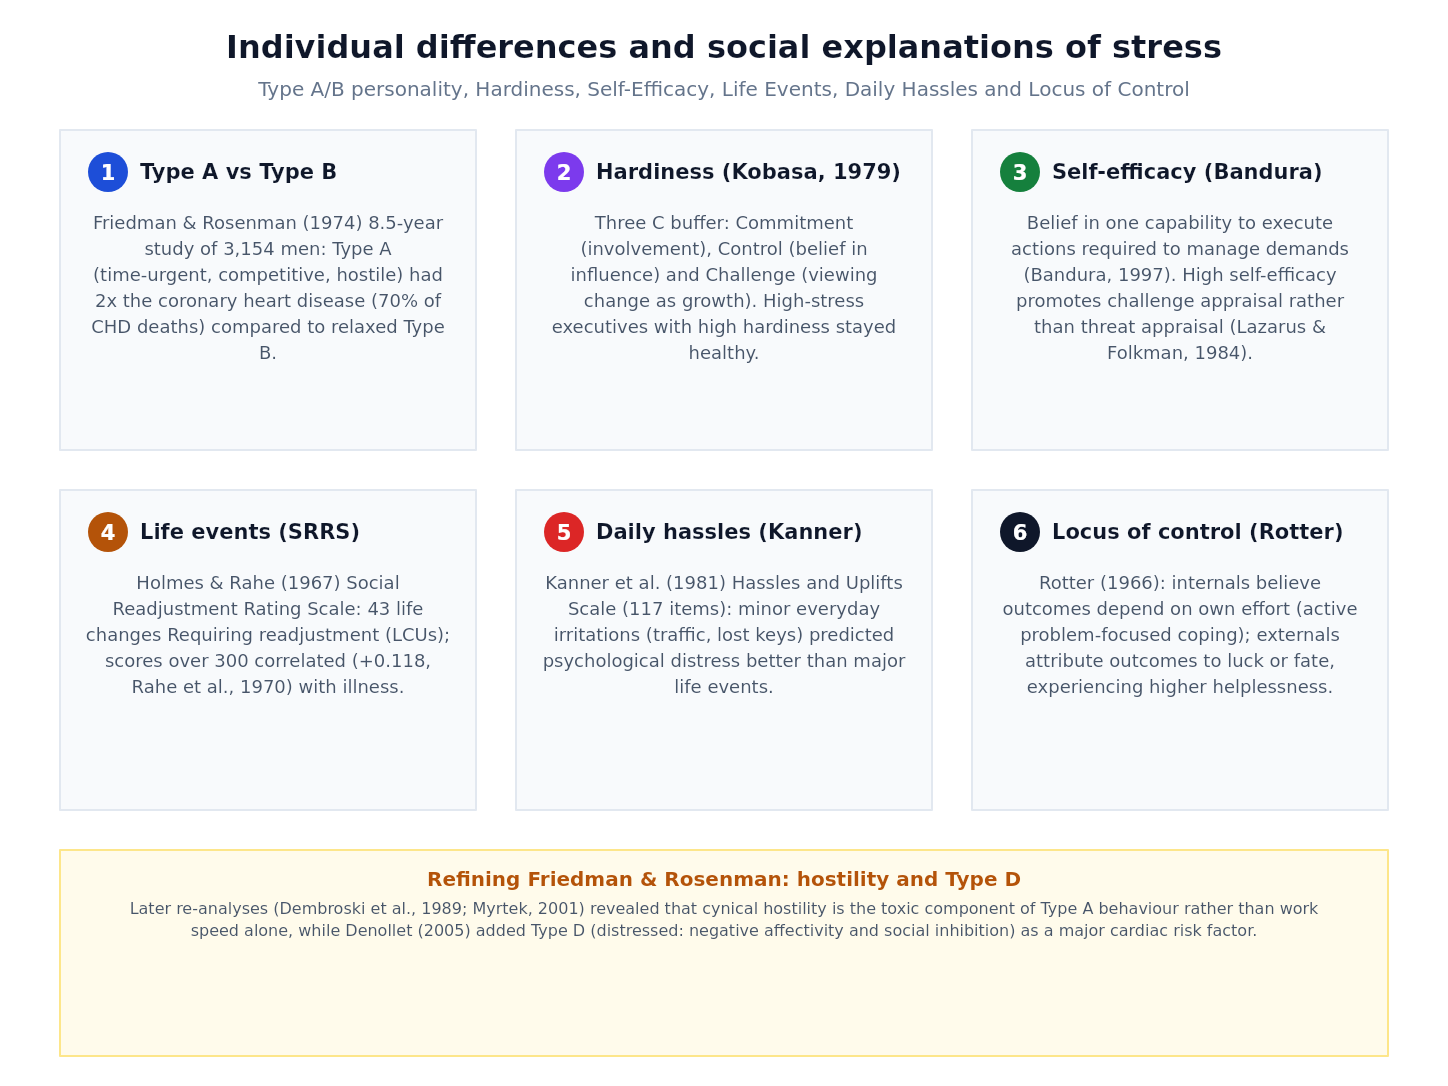 Individual differences and social explanations of stress
Type A/B personality, Hardiness, Self-Efficacy, Life Events, Daily Hassles and Locus of Control
1 Type A vs Type B
Friedman & Rosenman (1974) 8.5-year
study of 3,154 men: Type A
(time-urgent, competitive, hostile) had
2x the coronary heart disease (70% of
CHD deaths) compared to relaxed Type
B.
2 Hardiness (Kobasa, 1979)
Three C buffer: Commitment
(involvement), Control (belief in
influence) and Challenge (viewing
change as growth). High-stress
executives with high hardiness stayed
healthy.
3 Self-efficacy (Bandura)
Belief in one capability to execute
actions required to manage demands
(Bandura, 1997). High self-efficacy
promotes challenge appraisal rather
than threat appraisal (Lazarus &
Folkman, 1984).
4 Life events (SRRS)
Holmes & Rahe (1967) Social
Readjustment Rating Scale: 43 life
changes Requiring readjustment (LCUs);
scores over 300 correlated (+0.118,
Rahe et al., 1970) with illness.
5 Daily hassles (Kanner)
Kanner et al. (1981) Hassles and Uplifts
Scale (117 items): minor everyday
irritations (traffic, lost keys) predicted
psychological distress better than major
life events.
6 Locus of control (Rotter)
Rotter (1966): internals believe
outcomes depend on own effort (active
problem-focused coping); externals
attribute outcomes to luck or fate,
experiencing higher helplessness.
Refining Friedman & Rosenman: hostility and Type D
Later re-analyses (Dembroski et al., 1989; Myrtek, 2001) revealed that cynical hostility is the toxic component of Type A behaviour rather than work
speed alone, while Denollet (2005) added Type D (distressed: negative affectivity and social inhibition) as a major cardiac risk factor.